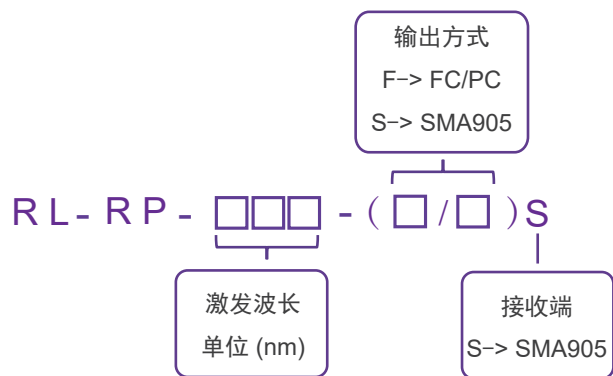 输出方式
F-> FC/PC
S-> SMA905
RL-RP-□□□-(□/□)S
激发波长
单位 (nm)
接收端
S-> SMA905